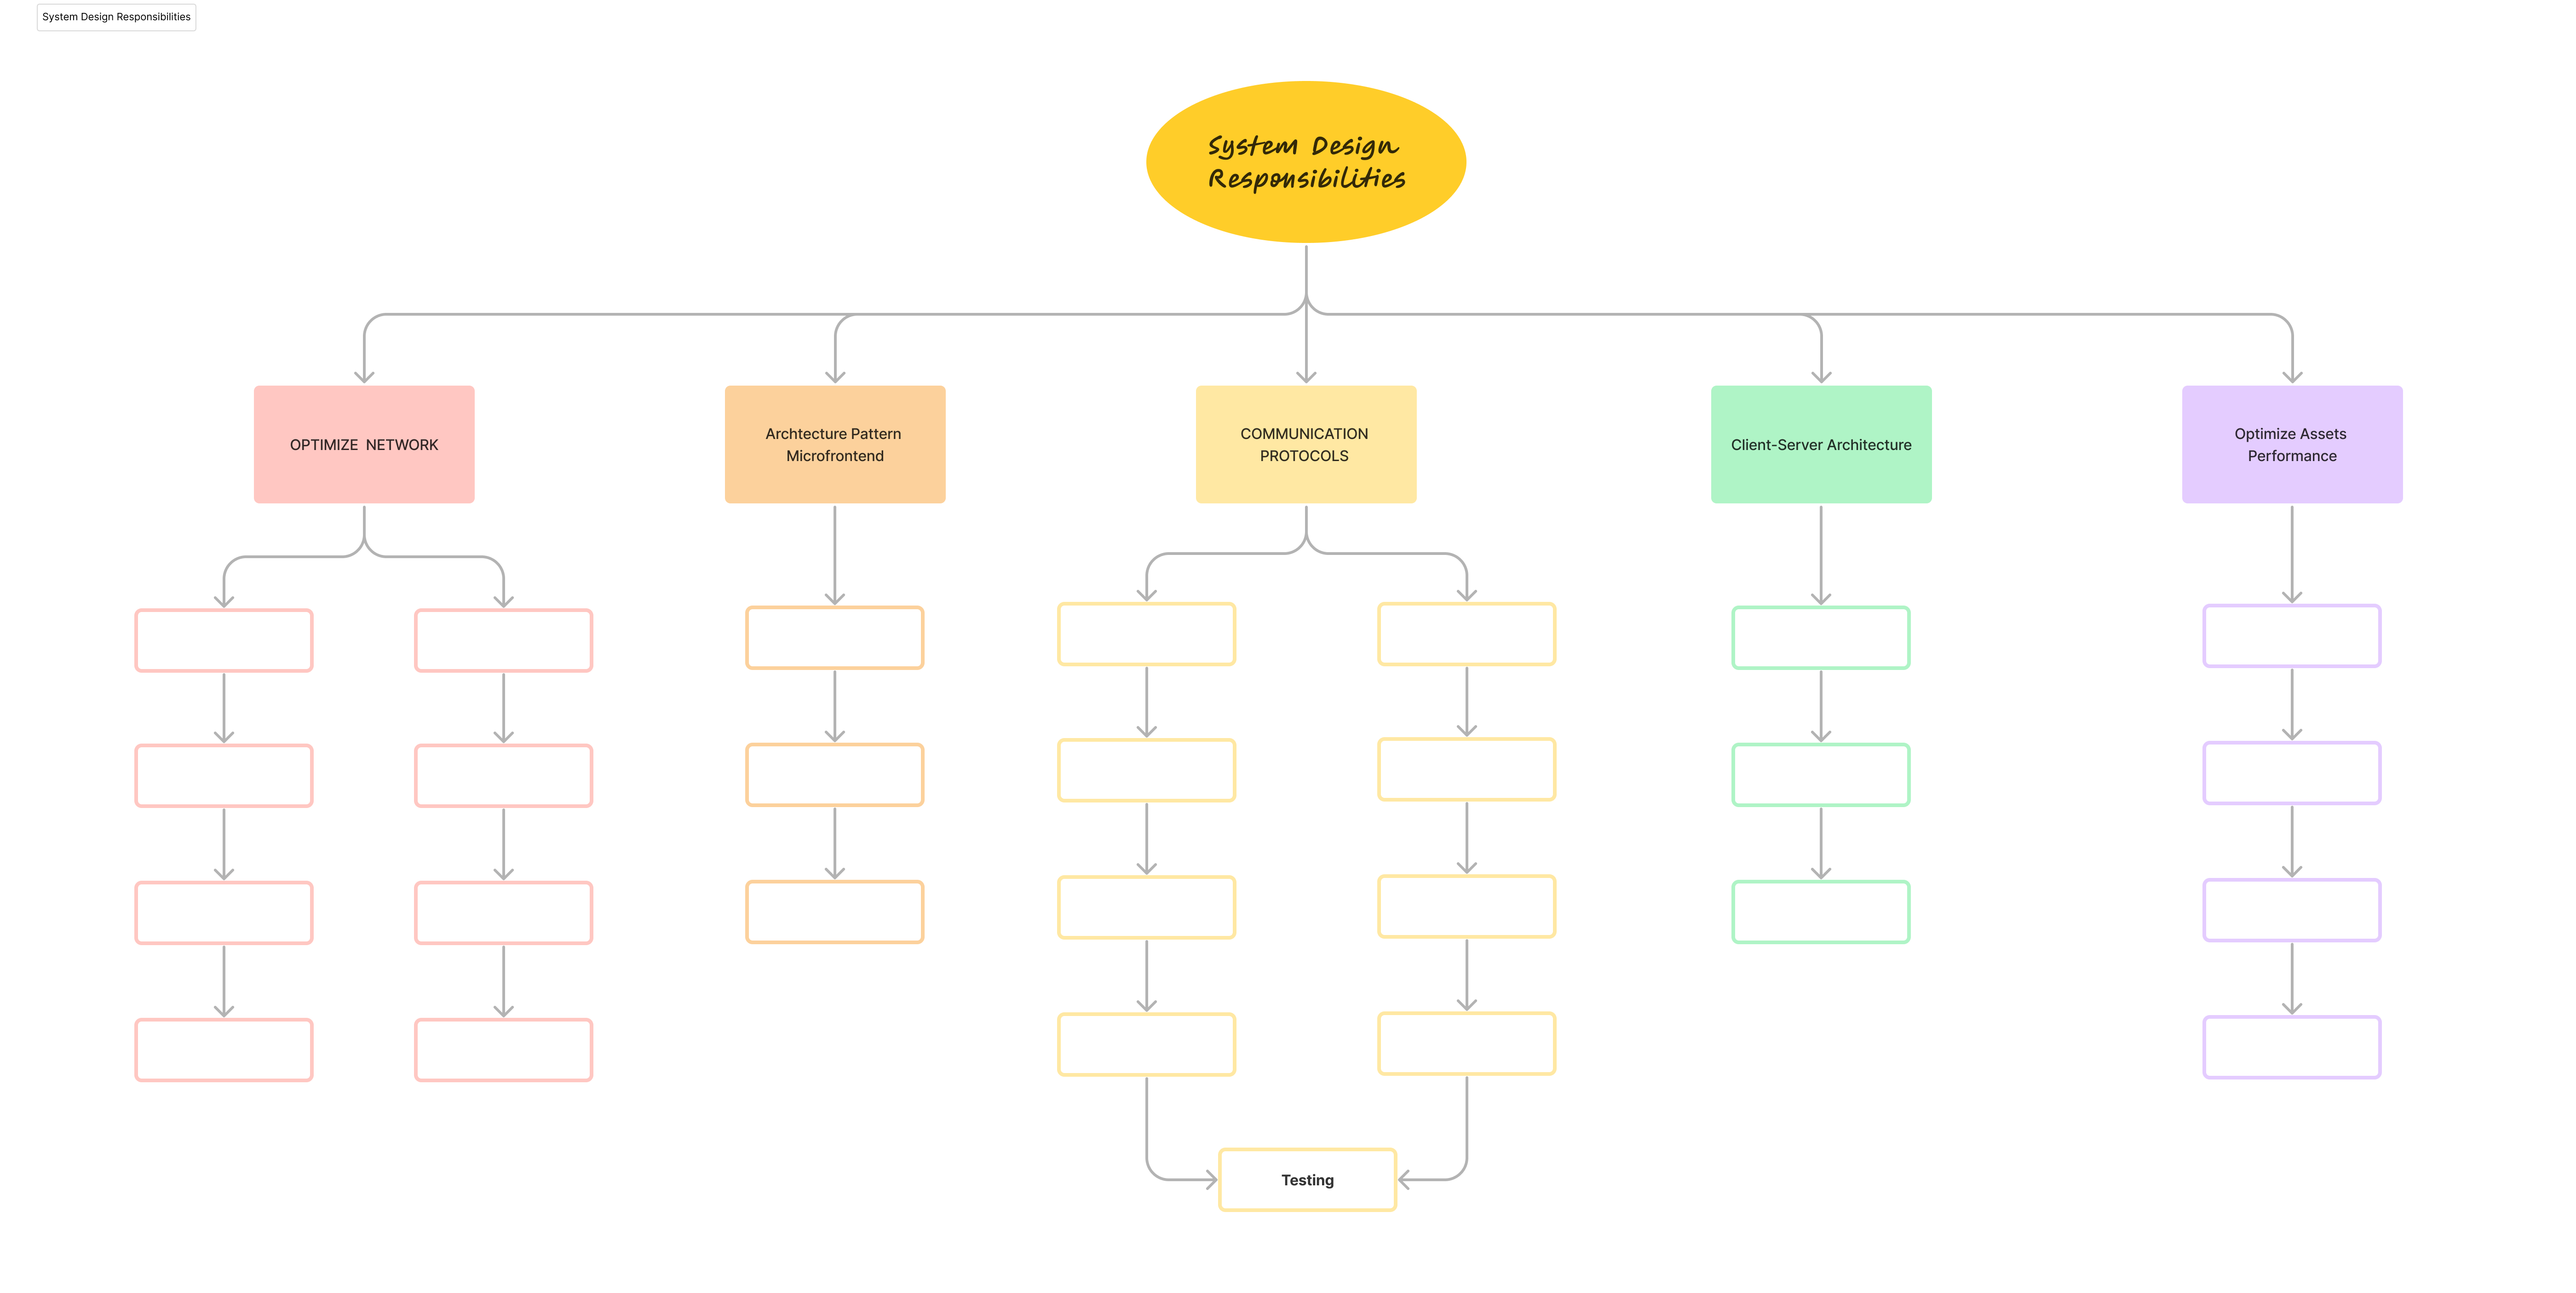 System Design Responsibilities
System Design
Responsibilities
OPTIMIZE  NETWORK
Archtecture Pattern
Microfrontend
COMMUNICATION
PROTOCOLS
Client-Server Architecture
Optimize Assets
Performance
Testing